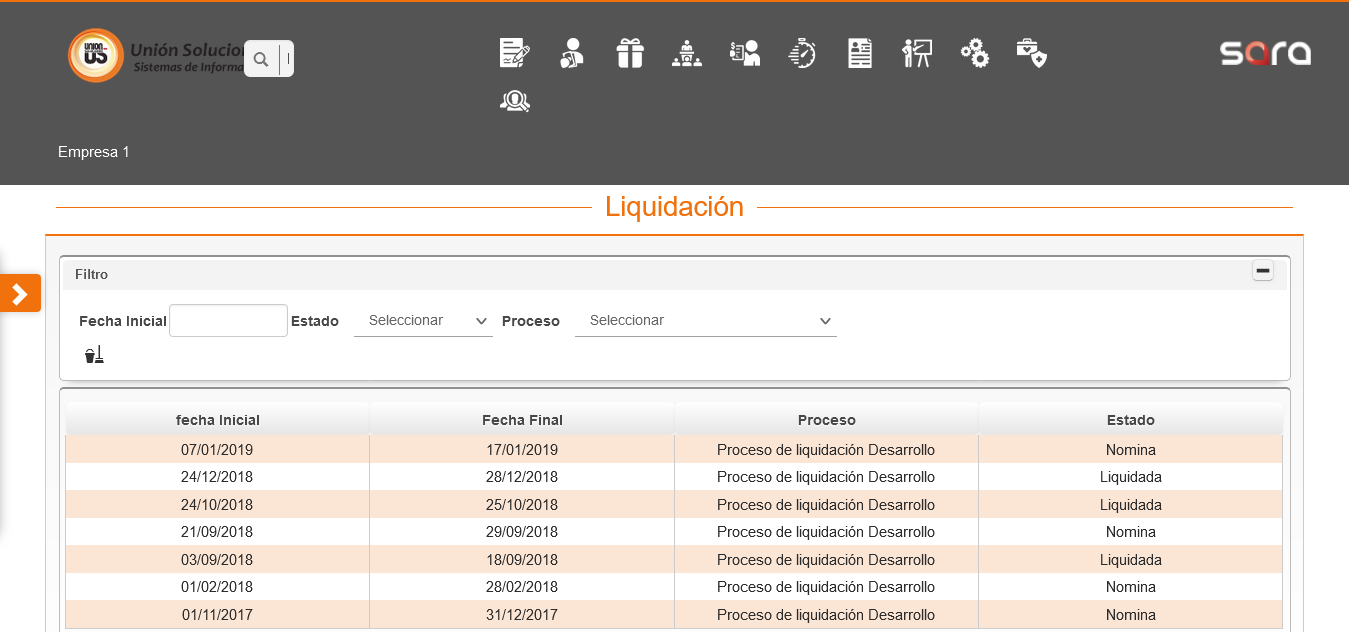 UNION
US
Unión Solucion
Sistemas de Informa
sara
Empresa 1
Liquidación
Filtro
Fecha Inicial Estado Seleccionar Proceso Seleccionar
fecha Inicial Fecha Final Proceso Estado
07/01/2019 17/01/2019 Proceso de liquidación Desarrollo Nomina
24/12/2018 28/12/2018 Proceso de liquidación Desarrollo Liquidada
24/10/2018 25/10/2018 Proceso de liquidación Desarrollo Liquidada
21/09/2018 29/09/2018 Proceso de liquidación Desarrollo Nomina
03/09/2018 18/09/2018 Proceso de liquidación Desarrollo Liquidada
01/02/2018 28/02/2018 Proceso de liquidación Desarrollo Nomina
01/11/2017 31/12/2017 Proceso de liquidación Desarrollo Nomina